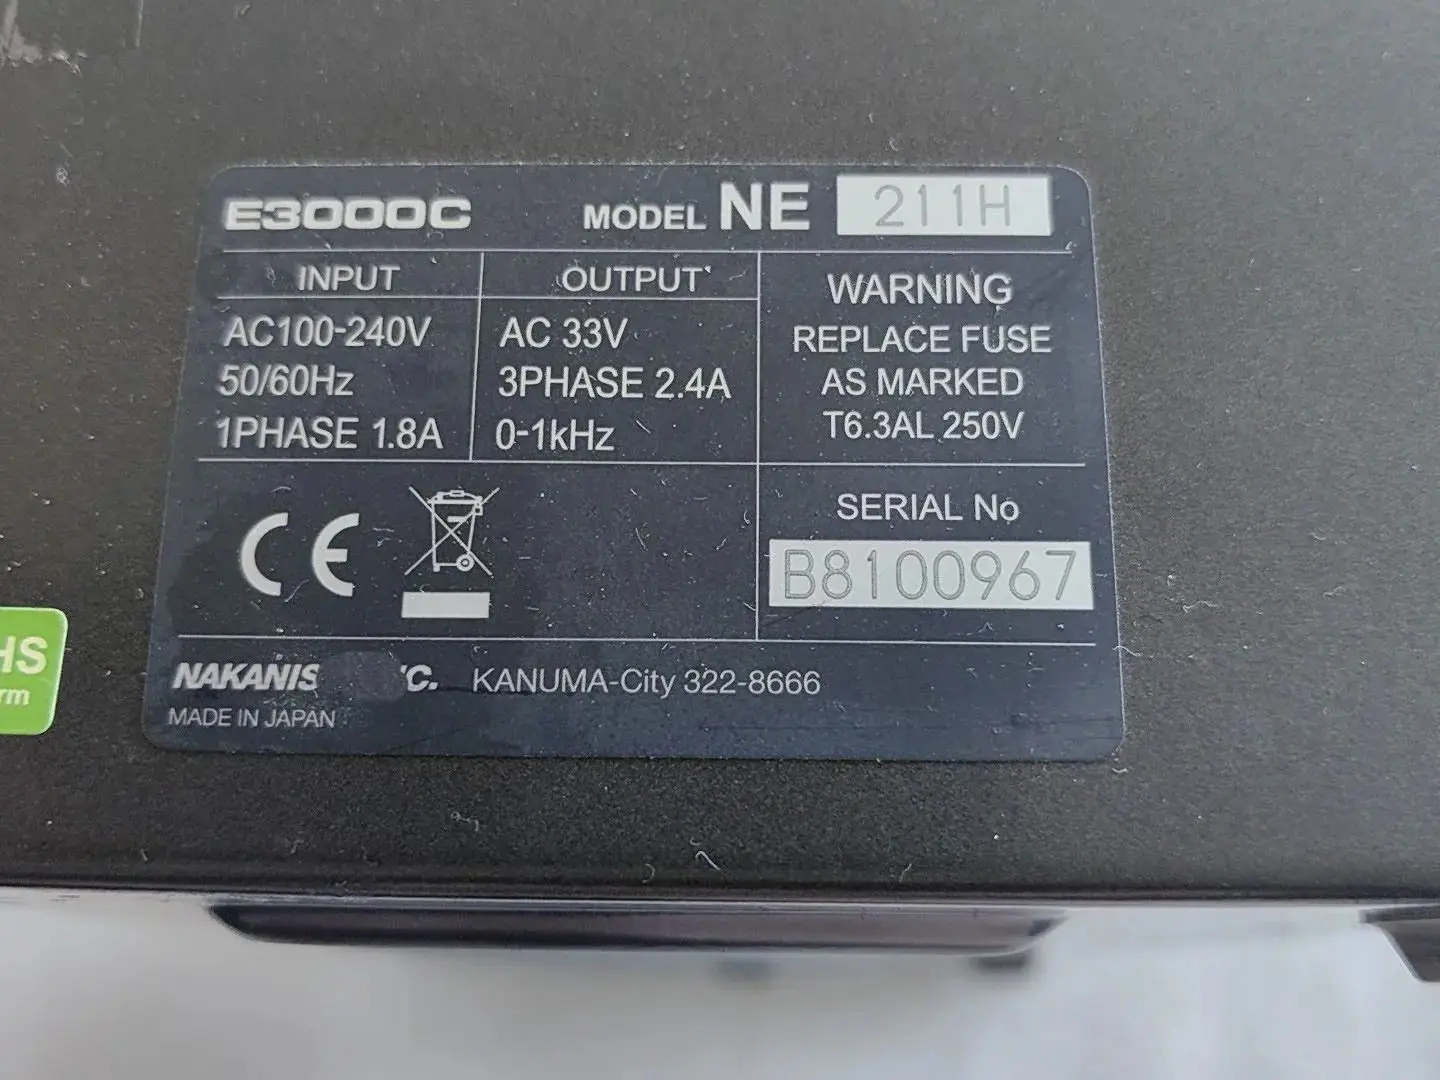 E3000C MODEL NE 211H
INPUT
AC100-240V
50/60Hz
1PHASE 1.8A
OUTPUT
AC 33V
3PHASE 2.4A
0-1kHz
WARNING
REPLACE FUSE
AS MARKED
T6.3AL 250V
CE
SERIAL No
B8100967
KANUMA-City 322-8666
MADE IN JAPAN